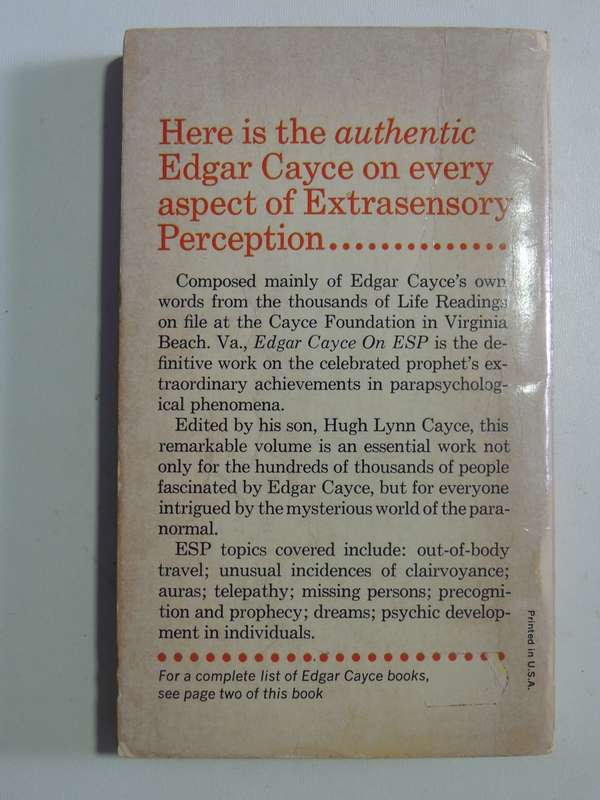 Here is the authentic
Edgar Cayce on every
aspect of Extrasensory
Perception..............
Composed mainly of Edgar Cayce's own
words from the thousands of Life Readings
on file at the Cayce Foundation in Virginia
Beach. Va., Edgar Cayce On ESP is the de-
finitive work on the celebrated prophet's ex-
traordinary achievements in parapsycholog-
ical phenomena.
Edited by his son, Hugh Lynn Cayce, this
remarkable volume is an essential work not
only for the hundreds of thousands of people
fascinated by Edgar Cayce, but for everyone
intrigued by the mysterious world of the para-
normal.
ESP topics covered include: out-of-body
travel; unusual incidences of clairvoyance;
auras; telepathy; missing persons; precogni-
tion and prophecy; dreams; psychic develop-
ment in individuals.
For a complete list of Edgar Cayce books,
see page two of this book
Printed in U.S.A.